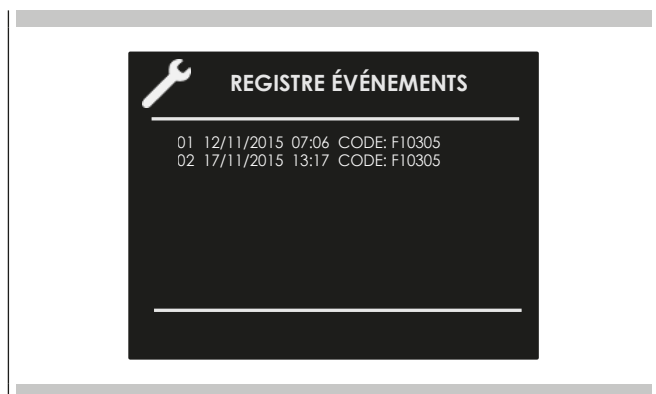 REGISTRE ÉVÉNEMENTS
01 12/11/2015 07:06 CODE: F10305
02 17/11/2015 13:17 CODE: F10305